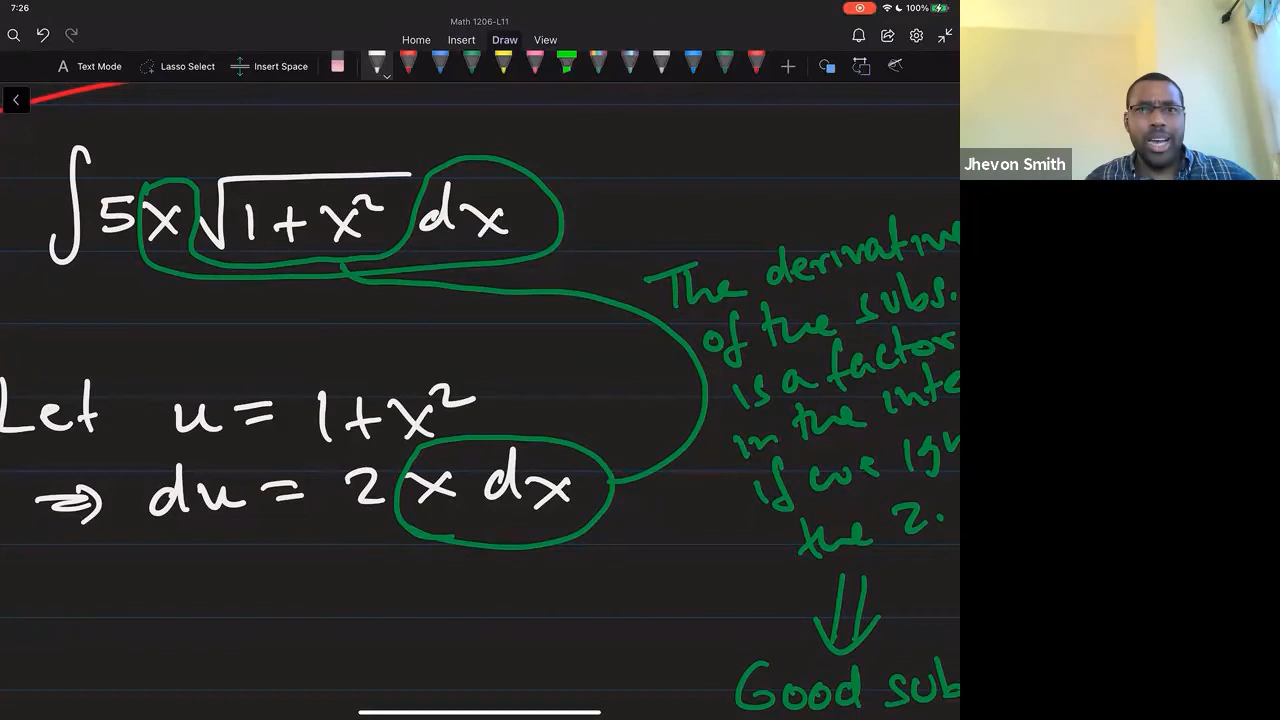 7:26
100%
Math 1206-L11
Home Insert Draw View
Text Mode Lasso Select Insert Space
Jhevon Smith
∫ 5x √(1 + x²) dx
The derivative
of the subs.
is a factor
in the inte
if we ign
the 2.
Let u = 1 + x²
⇒ du = 2 x dx
⇓
Good sub